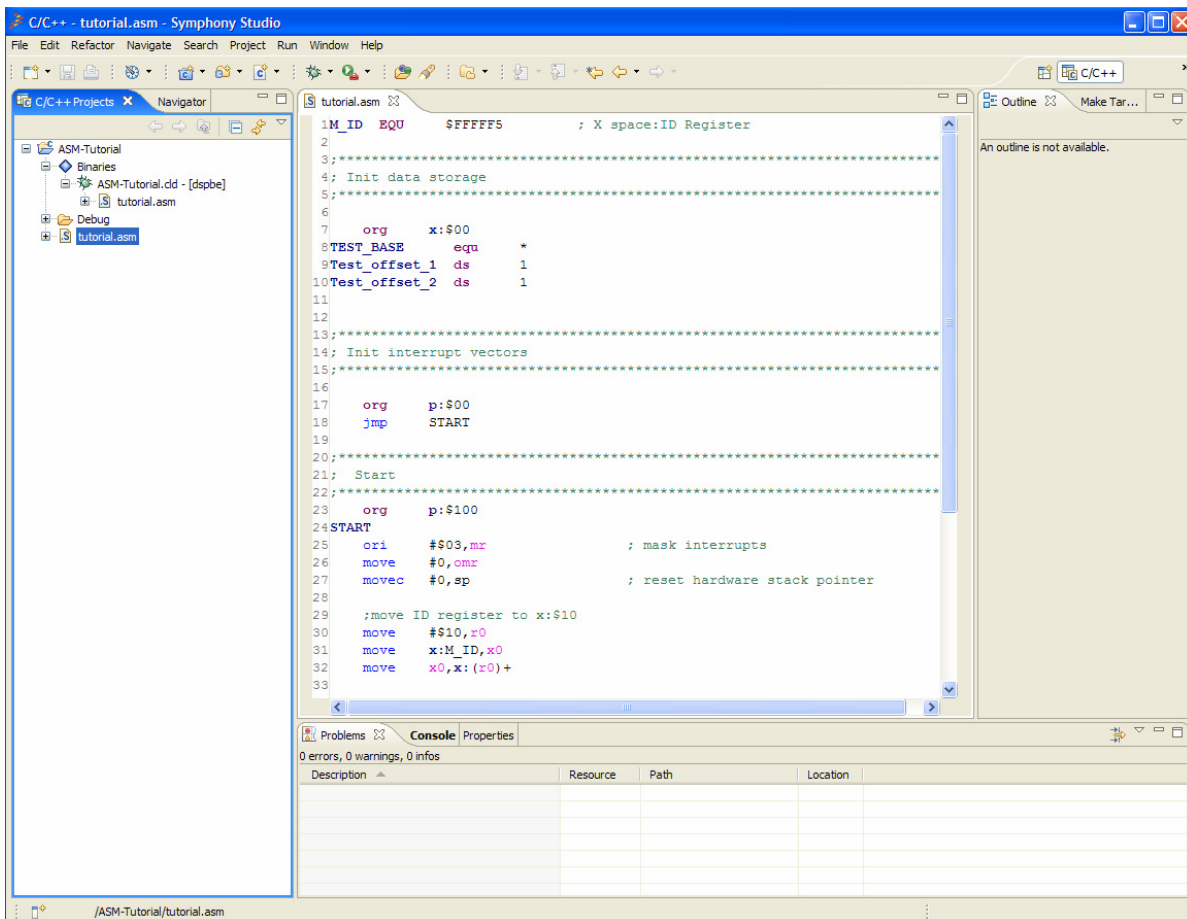 C/C++ - tutorial.asm - Symphony Studio
File Edit Refactor Navigate Search Project Run Window Help
C/C++
C/C++ Projects Navigator
ASM-Tutorial
Binaries
ASM-Tutorial.cld - [dspbe]
tutorial.asm
Debug
tutorial.asm
tutorial.asm
1M_ID EQU $FFFFF5 ; X space:ID Register
2
3;*************************************************************************
4; Init data storage
5;*************************************************************************
6
7 org x:$00
8TEST_BASE equ *
9Test_offset_1 ds 1
10Test_offset_2 ds 1
11
12
13;*************************************************************************
14; Init interrupt vectors
15;*************************************************************************
16
17 org p:$00
18 jmp START
19
20;*************************************************************************
21; Start
22;*************************************************************************
23 org p:$100
24START
25 ori #$03,mr ; mask interrupts
26 move #0,omr
27 movec #0,sp ; reset hardware stack pointer
28
29 ;move ID register to x:$10
30 move #$10,r0
31 move x:M_ID,x0
32 move x0,x:(r0)+
33
Outline Make Tar...
An outline is not available.
Problems Console Properties
0 errors, 0 warnings, 0 infos
Description Resource Path Location
/ASM-Tutorial/tutorial.asm